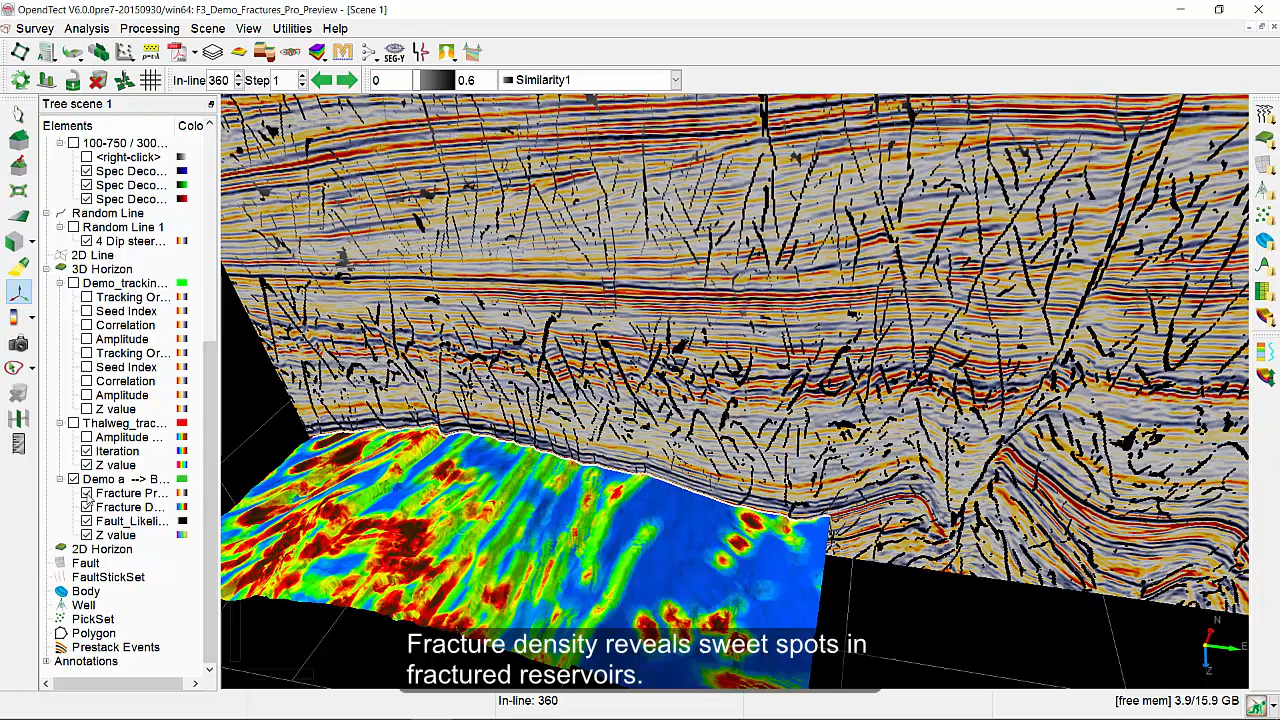 OpendTect V6.0.0pre7-20150930/win64: F3_Demo_Fractures_Pro_Preview - [Scene 1]
Survey Analysis Processing Scene View Utilities Help
SEG-Y
In-line 360 Step 1 0 0.6 Similarity1
Tree scene 1
Elements Colo
100-750 / 300...
<right-click>
Spec Deco...
Spec Deco...
Spec Deco...
Random Line
Random Line 1
4 Dip steer...
2D Line
3D Horizon
Demo_trackin...
Tracking Or...
Seed Index
Correlation
Amplitude
Tracking Or...
Seed Index
Correlation
Amplitude
Z value
Thalweg_trac...
Amplitude ...
Iteration
Z value
Demo a --> B...
Fracture Pr...
Fracture D...
Fault_Likeli...
Z value
2D Horizon
Fault
FaultStickSet
Body
Well
PickSet
Polygon
Prestack Events
Annotations
Fracture density reveals sweet spots in
fractured reservoirs.
N
E
Z
In-line: 360
[free mem] 3.9/15.9 GB